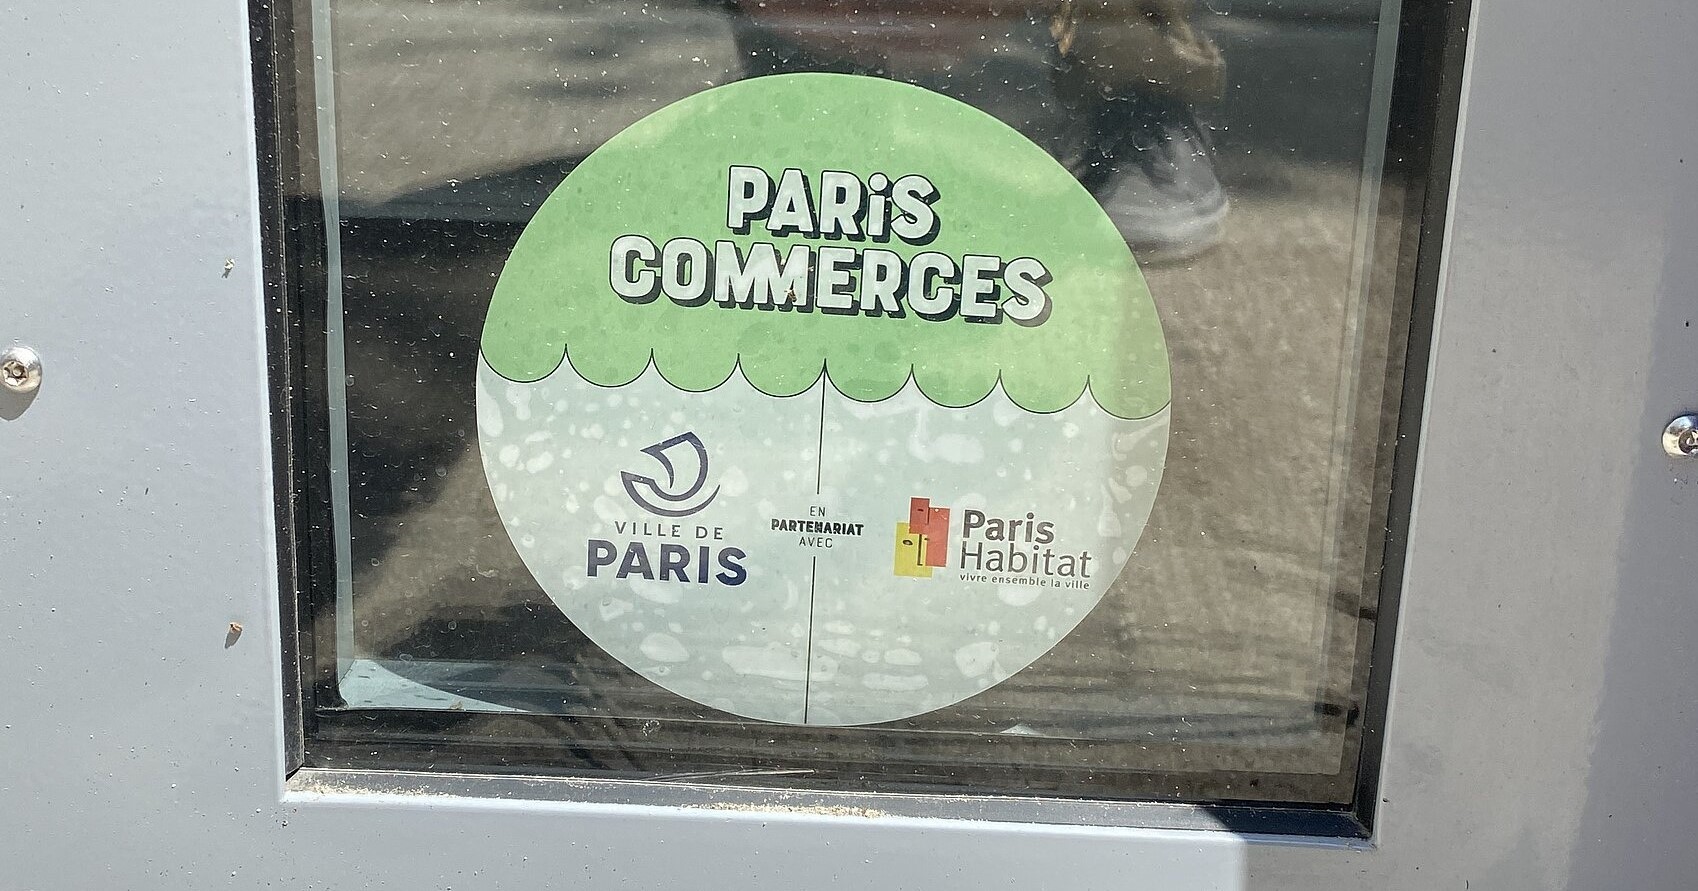 PARiS
COMMERCES
VILLE DE
PARIS
EN
PARTENARIAT
AVEC
Paris
Habitat
vivre ensemble la ville